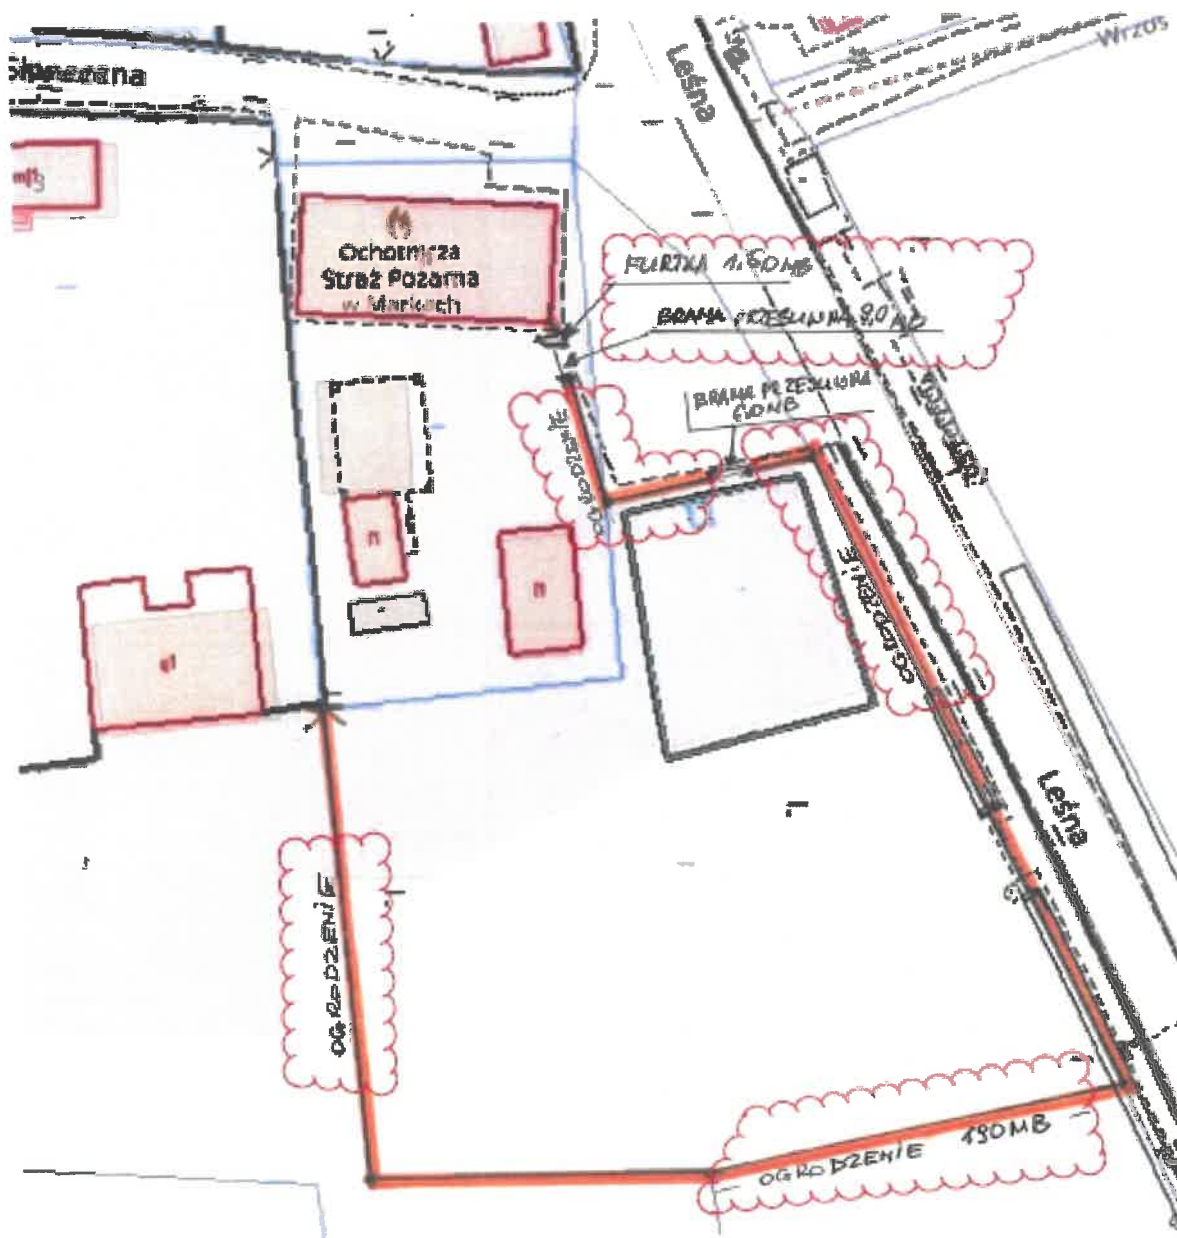 Leśna
Wrzos
Ochotnicza
Straż Pożarna
w Markach
FURTKA 1.50 MB
BRAMA PRZESUWNA 8,0 MB
BRAMA PRZESUWNA
6.0 MB
OGRODZENIE
OGRODZENIE
Leśna
OGRODZENIE
OGRODZENIE 190 MB